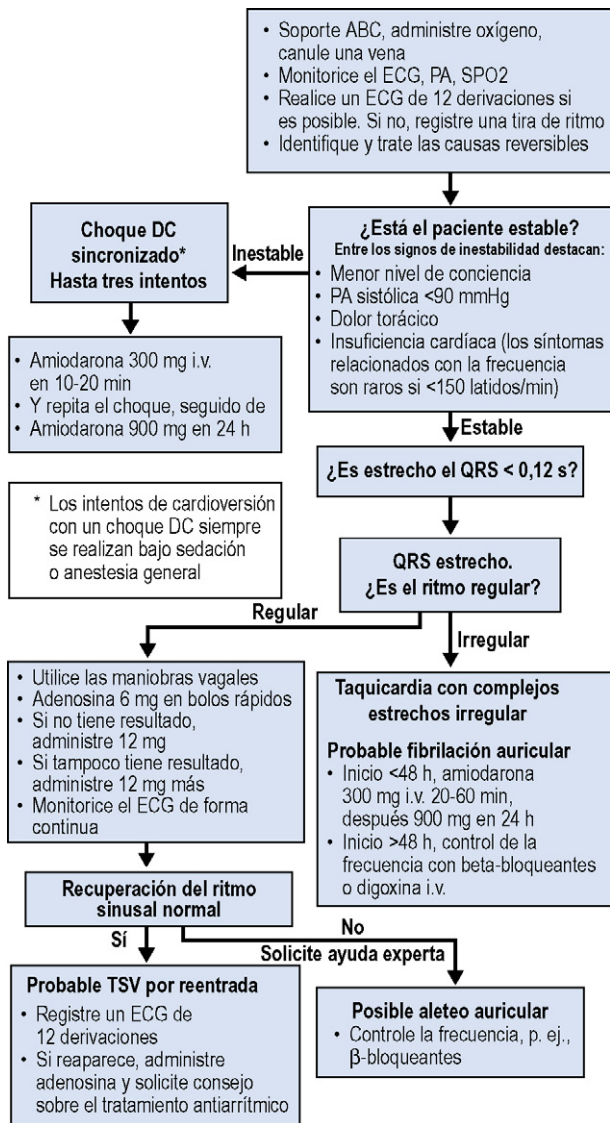 • Soporte ABC, administre oxígeno,
canule una vena
• Monitorice el ECG, PA, SPO2
• Realice un ECG de 12 derivaciones si
es posible. Si no, registre una tira de ritmo
• Identifique y trate las causas reversibles
Choque DC
sincronizado*
Hasta tres intentos
Inestable
¿Está el paciente estable?
Entre los signos de inestabilidad destacan:
• Menor nivel de conciencia
• PA sistólica <90 mmHg
• Dolor torácico
• Insuficiencia cardíaca (los síntomas
relacionados con la frecuencia
son raros si <150 latidos/min)
• Amiodarona 300 mg i.v.
en 10-20 min
• Y repita el choque, seguido de
• Amiodarona 900 mg en 24 h
Estable
¿Es estrecho el QRS < 0,12 s?
* Los intentos de cardioversión
con un choque DC siempre
se realizan bajo sedación
o anestesia general
QRS estrecho.
¿Es el ritmo regular?
Regular
Irregular
• Utilice las maniobras vagales
• Adenosina 6 mg en bolos rápidos
• Si no tiene resultado,
administre 12 mg
• Si tampoco tiene resultado,
administre 12 mg más
• Monitorice el ECG de forma
continua
Taquicardia con complejos
estrechos irregular
Probable fibrilación auricular
• Inicio <48 h, amiodarona
300 mg i.v. 20-60 min,
después 900 mg en 24 h
• Inicio >48 h, control de la
frecuencia con beta-bloqueantes
o digoxina i.v.
Recuperación del ritmo
sinusal normal
Sí
No
Solicite ayuda experta
Probable TSV por reentrada
• Registre un ECG de
12 derivaciones
• Si reaparece, administre
adenosina y solicite consejo
sobre el tratamiento antiarrítmico
Posible aleteo auricular
• Controle la frecuencia, p. ej.,
β-bloqueantes